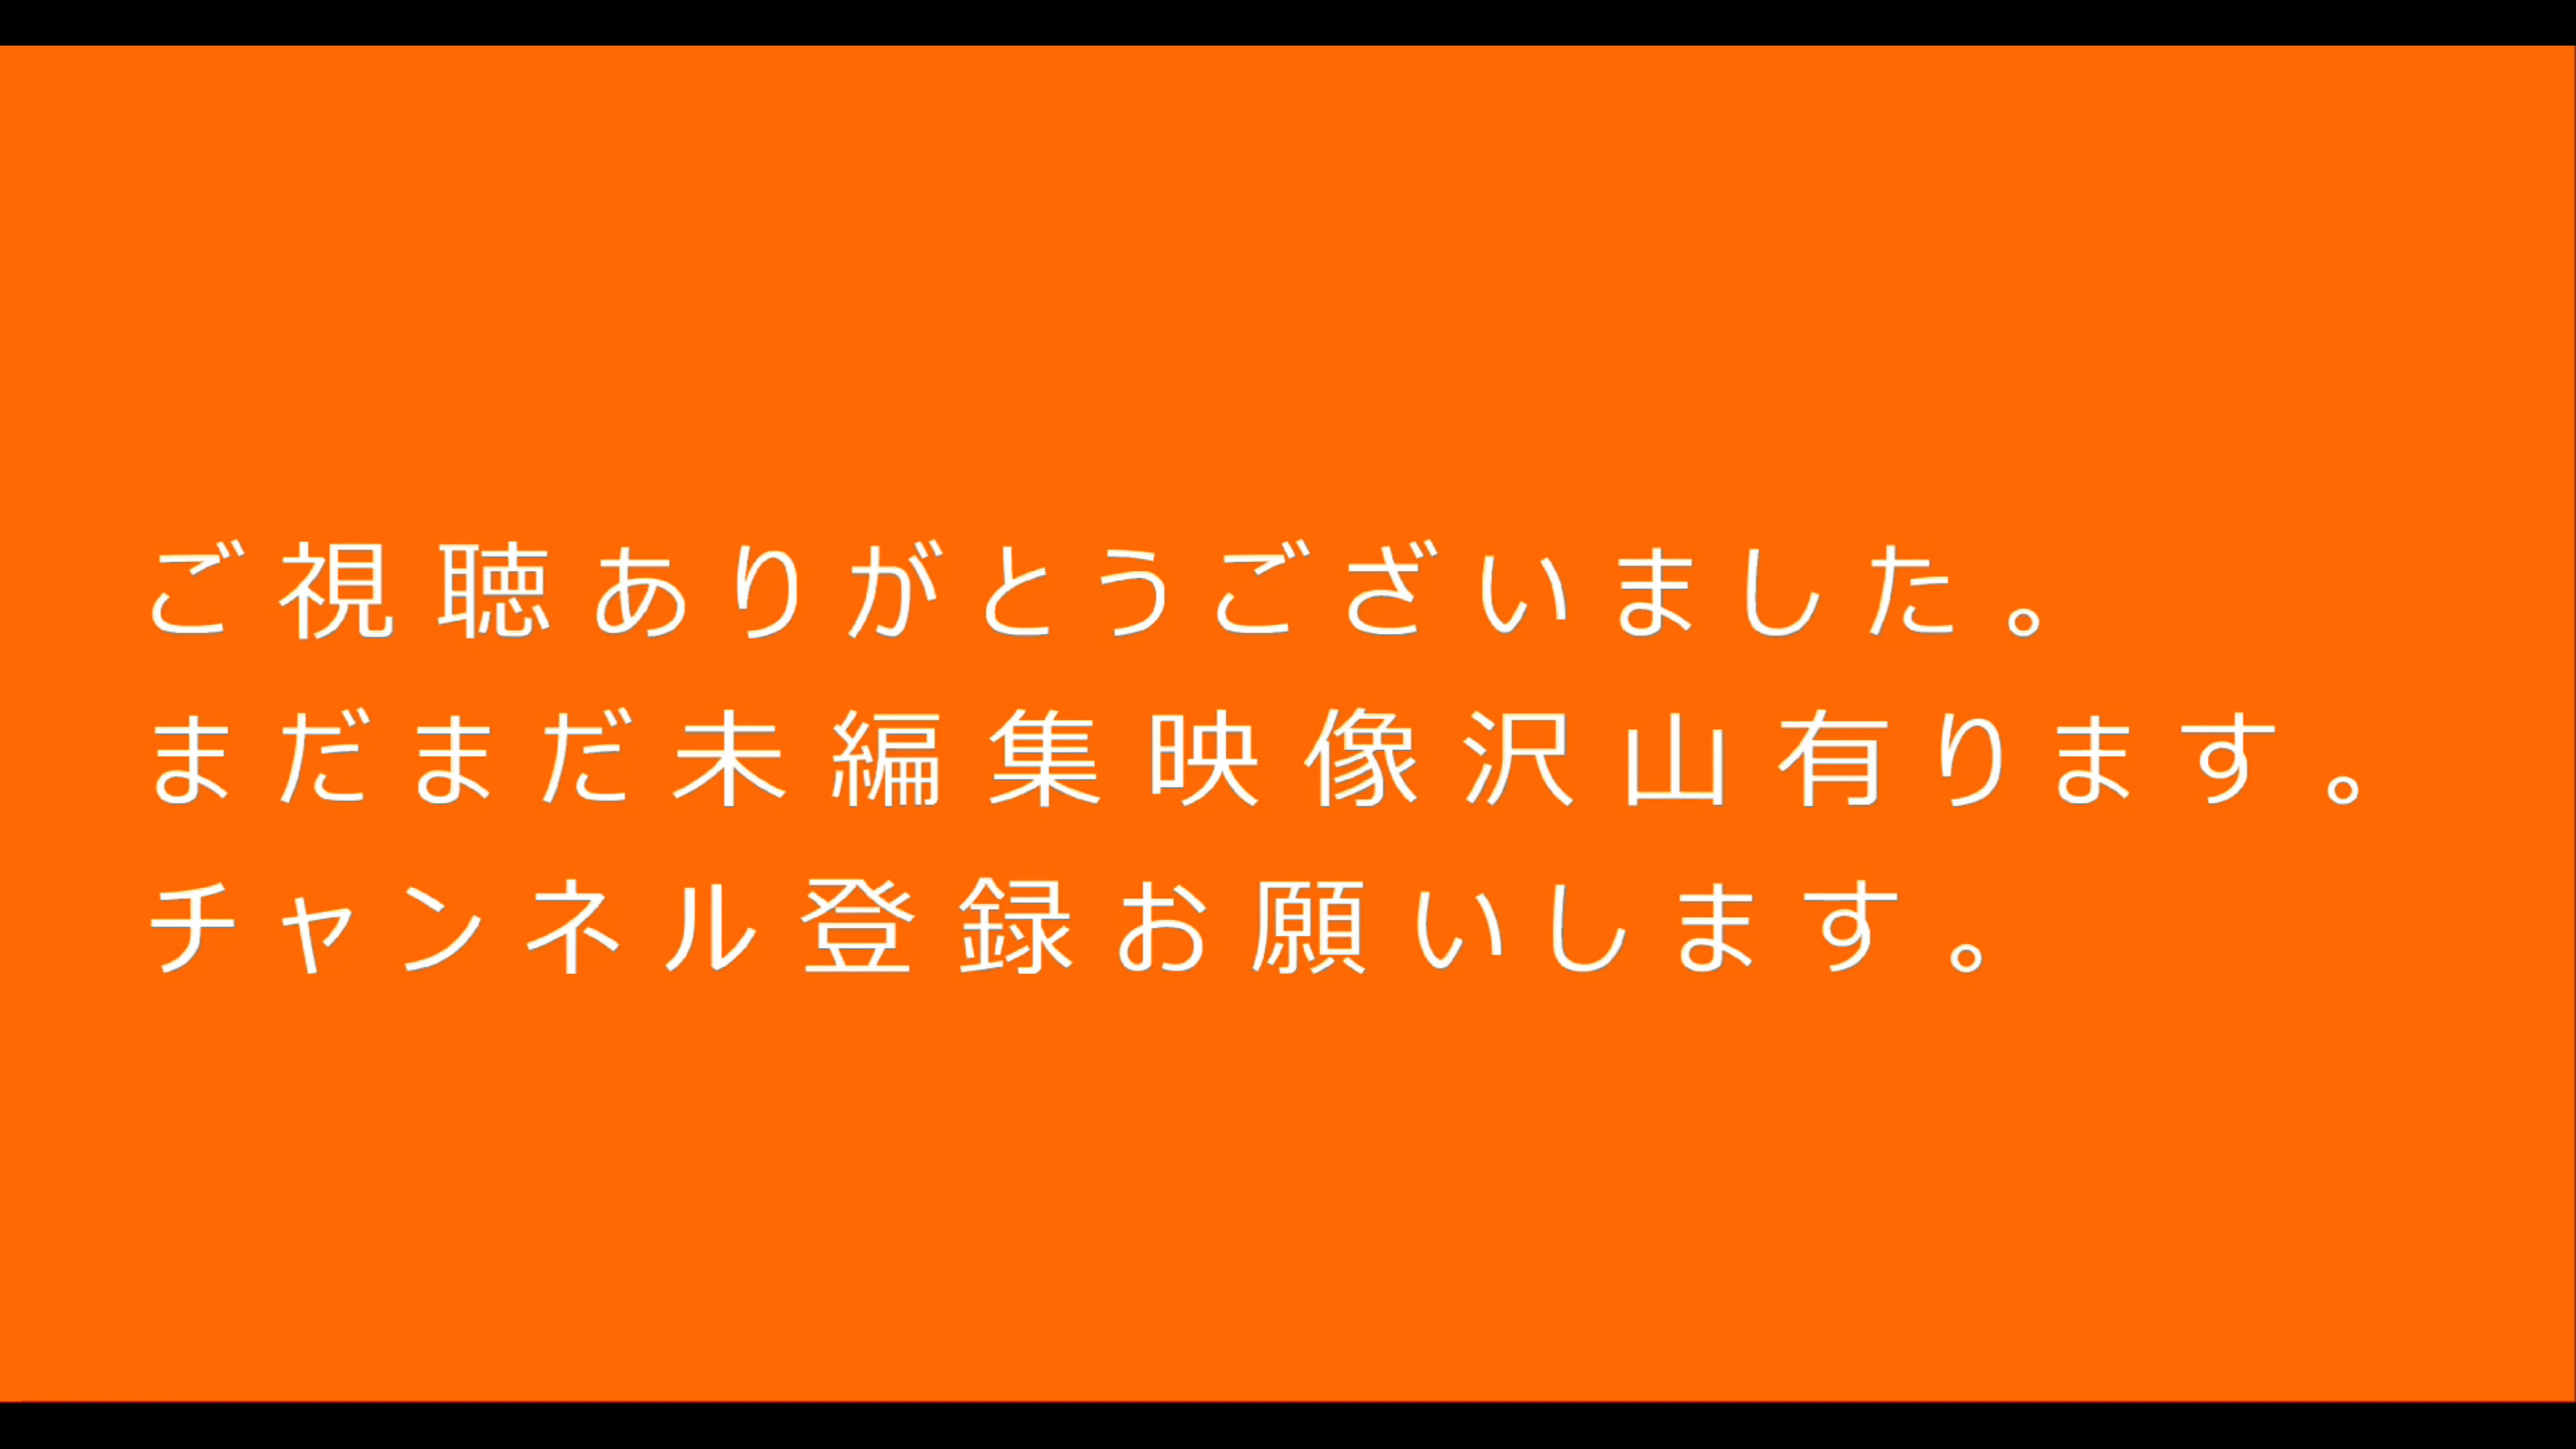 ご視聴ありがとうございました。
まだまだ未編集映像沢山有ります。
チャンネル登録お願いします。